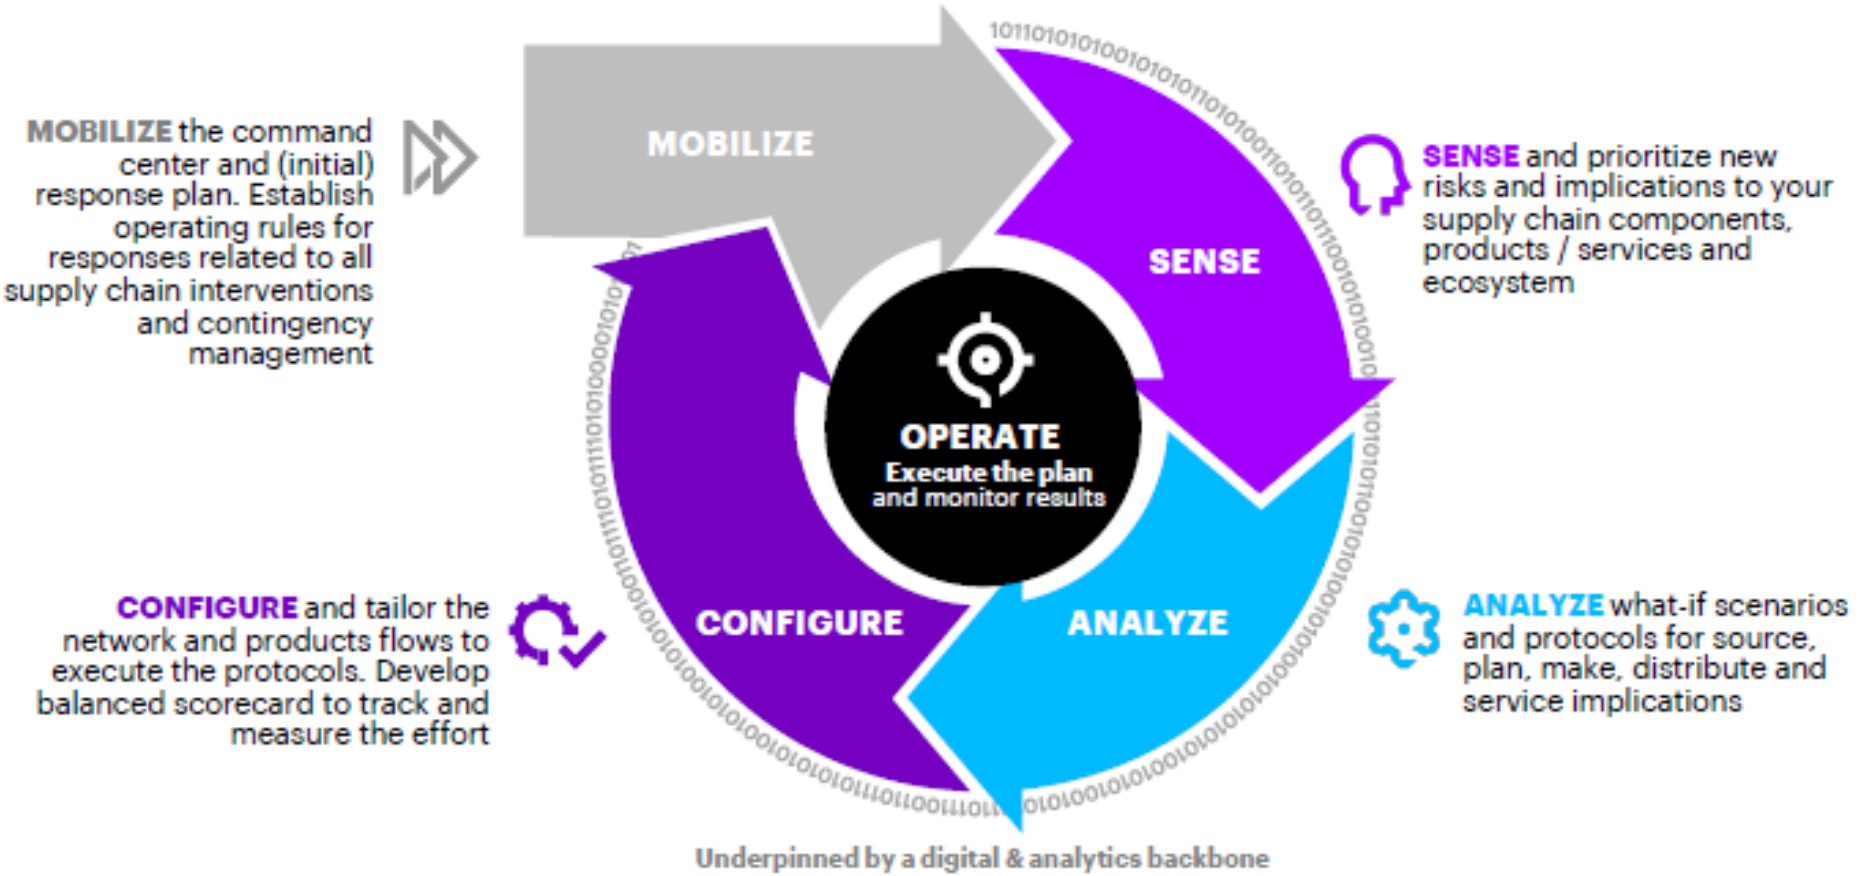 MOBILIZE the command
center and (initial)
response plan. Establish
operating rules for
responses related to all
supply chain interventions
and contingency
management
MOBILIZE
SENSE
SENSE and prioritize new
risks and implications to your
supply chain components,
products / services and
ecosystem
OPERATE
Execute the plan
and monitor results
CONFIGURE and tailor the
network and products flows to
execute the protocols. Develop
balanced scorecard to track and
measure the effort
CONFIGURE
ANALYZE
ANALYZE what-if scenarios
and protocols for source,
plan, make, distribute and
service implications
Underpinned by a digital & analytics backbone